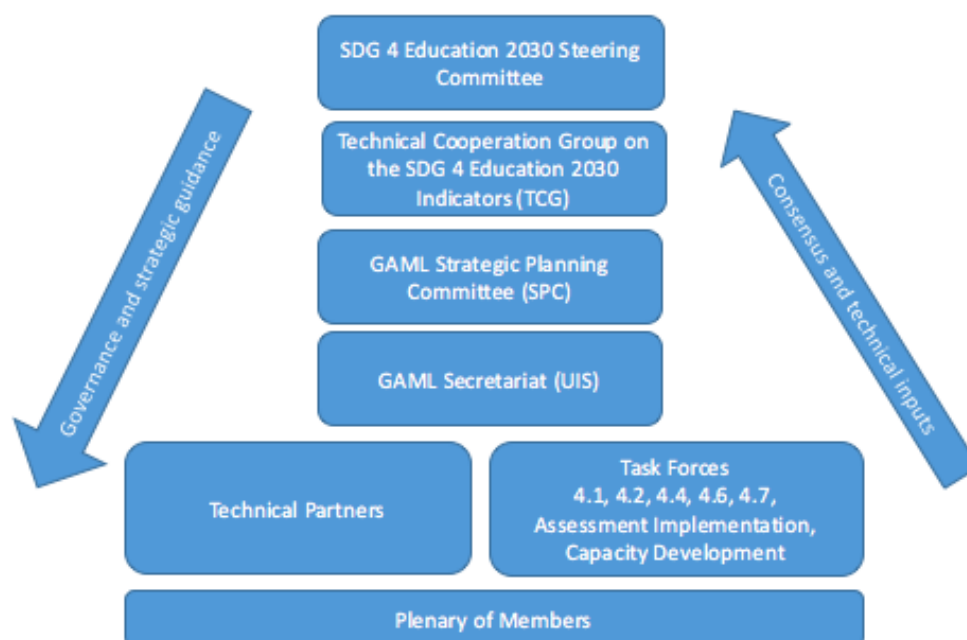 SDG 4 Education 2030 Steering
Committee
Technical Cooperation Group on
the SDG 4 Education 2030
Indicators (TCG)
GAML Strategic Planning
Committee (SPC)
GAML Secretariat (UIS)
Governance and strategic guidance
Consensus and technical inputs
Technical Partners
Task Forces
4.1, 4.2, 4.4, 4.6, 4.7,
Assessment Implementation,
Capacity Development
Plenary of Members